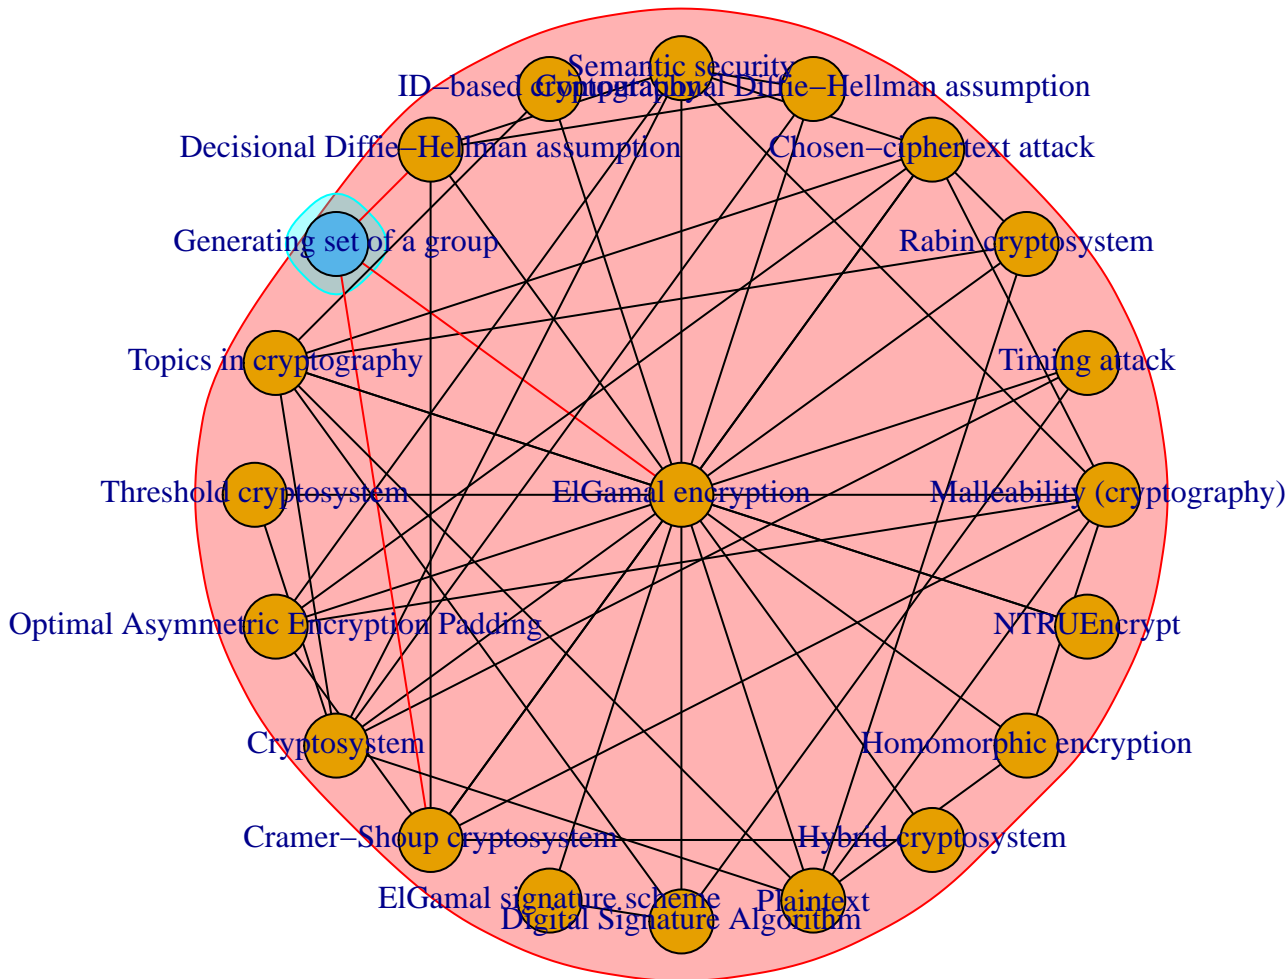 Semantic security
ID−based cryptography
Computational Diffie−Hellman assumption
Decisional Diffie−Hellman assumption
Chosen−ciphertext attack
Generating set of a group
Rabin cryptosystem
Topics in cryptography
Timing attack
Threshold cryptosystem
ElGamal encryption
Malleability (cryptography)
Optimal Asymmetric Encryption Padding
NTRUEncrypt
Cryptosystem
Homomorphic encryption
Cramer−Shoup cryptosystem
Hybrid cryptosystem
ElGamal signature scheme
Plaintext
Digital Signature Algorithm